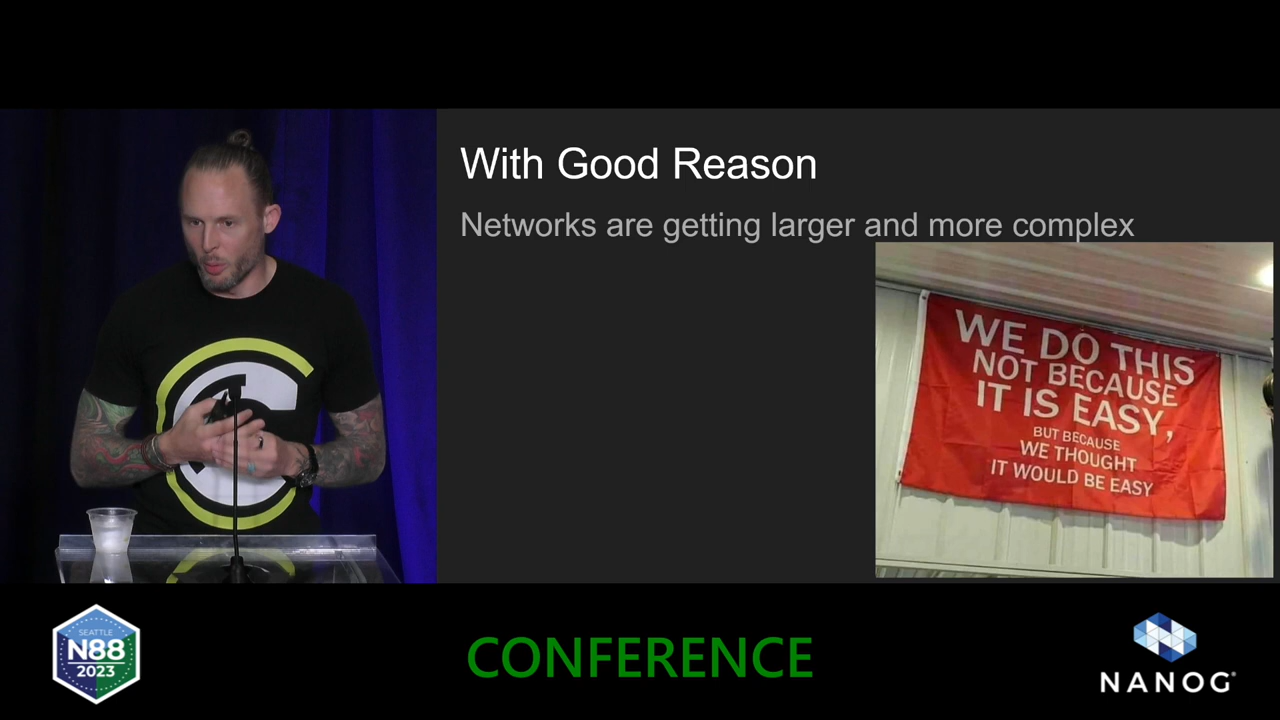 With Good Reason
Networks are getting larger and more complex
WE DO THIS
NOT BECAUSE
IT IS EASY,
BUT BECAUSE
WE THOUGHT
IT WOULD BE EASY
SEATTLE
N88
2023
CONFERENCE
NANOG®